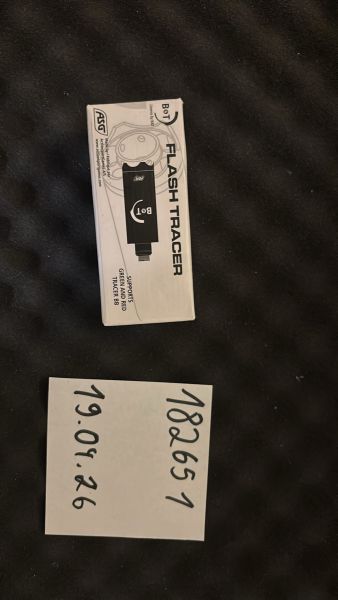 BOT
FLASH TRACER
BOT
SUPPORTS
GREEN AND RED
TRACER BB
ASG
182651
19.04.26